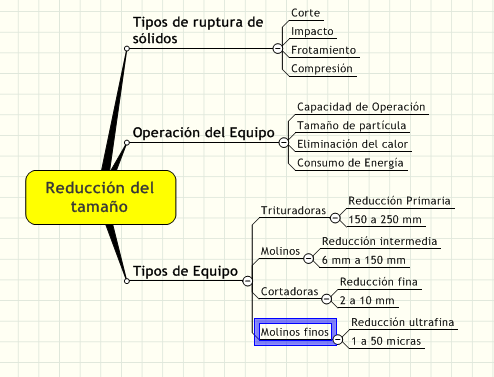 Reducción del
tamaño
Tipos de ruptura de
sólidos
Corte
Impacto
Frotamiento
Compresión
Operación del Equipo
Capacidad de Operación
Tamaño de partícula
Eliminación del calor
Consumo de Energía
Tipos de Equipo
Trituradoras
Reducción Primaria
150 a 250 mm
Molinos
Reducción intermedia
6 mm a 150 mm
Cortadoras
Reducción fina
2 a 10 mm
Molinos finos
Reducción ultrafina
1 a 50 micras